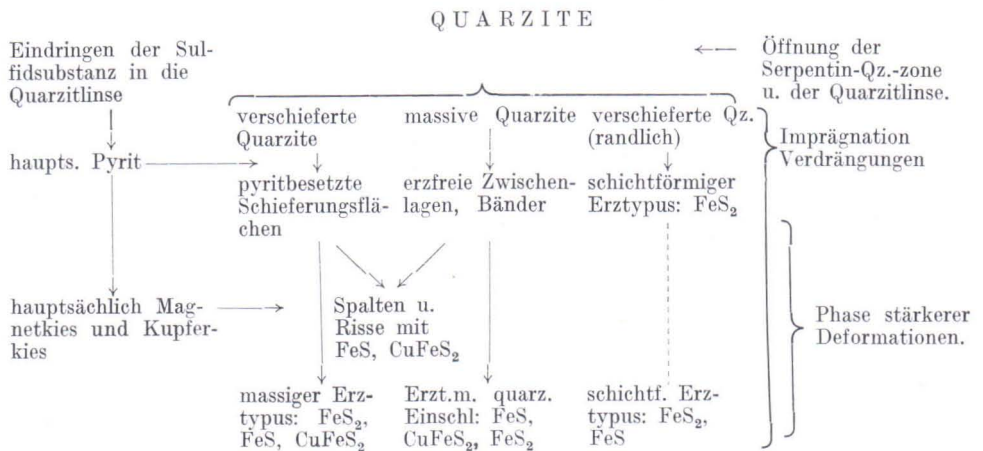 QUARZITE
Eindringen der Sul-
fidsubstanz in die
Quarzitlinse
Öffnung der
Serpentin-Qz.-zone
u. der Quarzitlinse.
verschieferte
Quarzite
massive Quarzite
verschieferte Qz.
(randlich)
Imprägnation
Verdrängungen
haupts. Pyrit
pyritbesetzte
Schieferungsflä-
chen
erzfreie Zwischen-
lagen, Bänder
schichtförmiger
Erztypus: FeS₂
hauptsächlich Mag-
netkies und Kupfer-
kies
Spalten u.
Risse mit
FeS, CuFeS₂
Phase stärkerer
Deformationen.
massiger Erz-
typus: FeS₂,
FeS, CuFeS₂
Erzt.m. quarz.
Einschl: FeS,
CuFeS₂, FeS₂
schichtf. Erz-
typus: FeS₂,
FeS